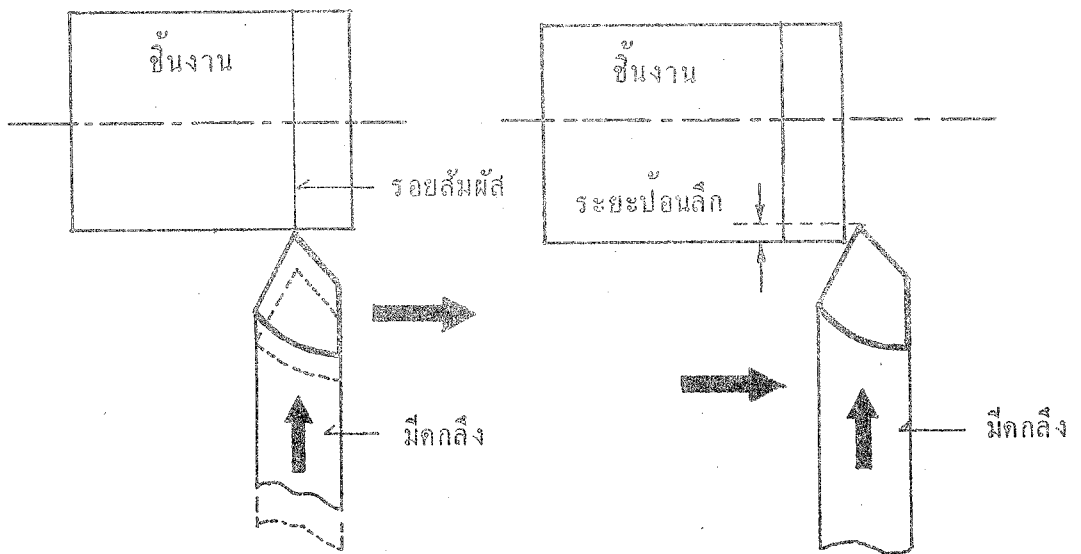 ชิ้นงาน
รอยสัมผัส
มีดกลึง
ชิ้นงาน
ระยะป้อนลึก
มีดกลึง